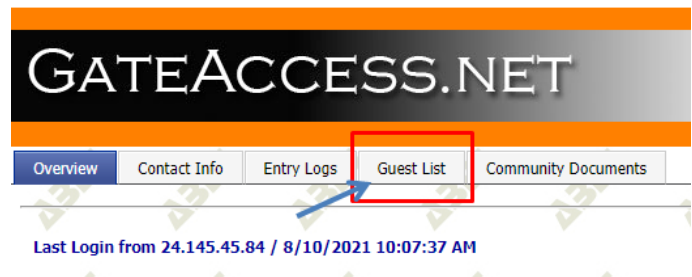 GATEACCESS.NET
Overview Contact Info Entry Logs Guest List Community Documents
Last Login from 24.145.45.84 / 8/10/2021 10:07:37 AM